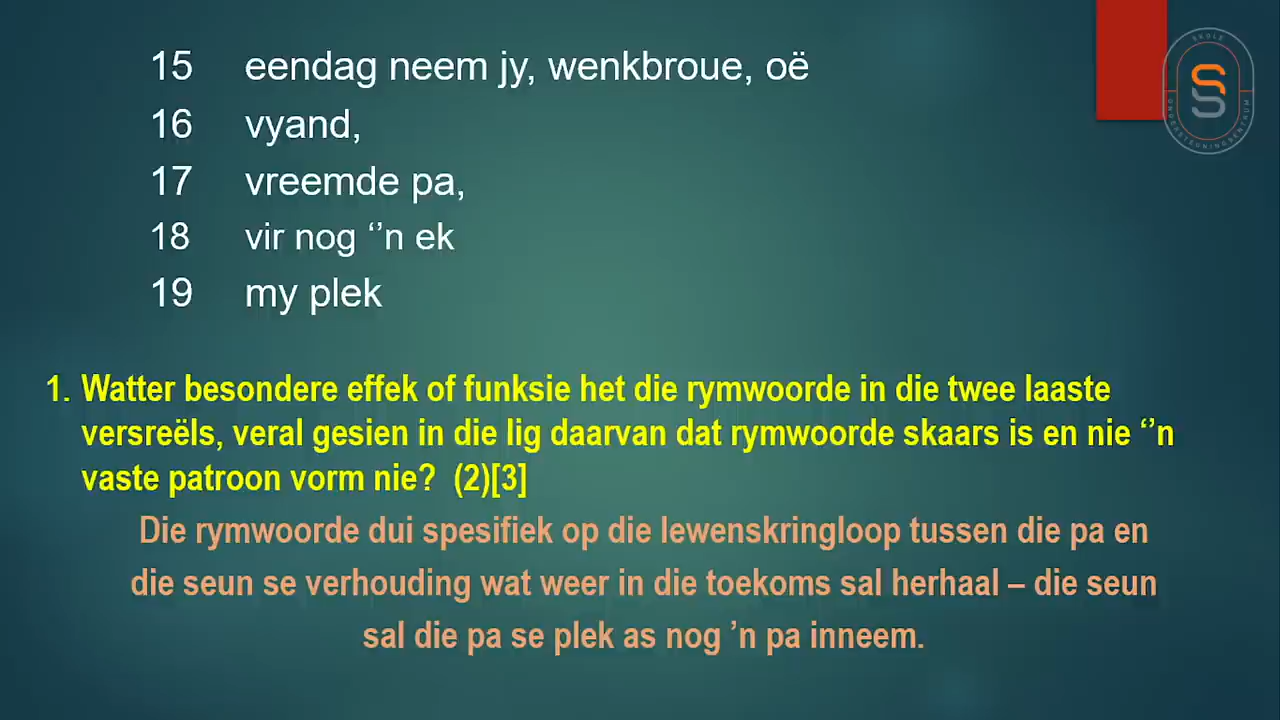 15 eendag neem jy, wenkbroue, oë
16 vyand,
17 vreemde pa,
18 vir nog ‘’n ek
19 my plek
1. Watter besondere effek of funksie het die rymwoorde in die twee laaste
versreëls, veral gesien in die lig daarvan dat rymwoorde skaars is en nie ‘’n
vaste patroon vorm nie? (2)[3]
Die rymwoorde dui spesifiek op die lewenskringloop tussen die pa en
die seun se verhouding wat weer in die toekoms sal herhaal – die seun
sal die pa se plek as nog ’n pa inneem.
SKOLE
SS
ONDERSTEUNINGSENTRUM